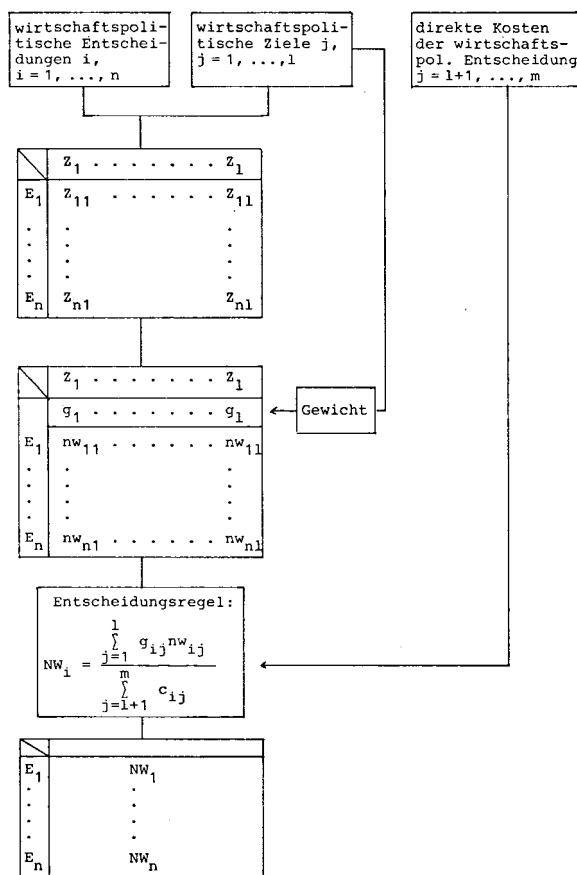 wirtschaftspoli-
tische Entschei-
dungen i,
i = 1, ..., n
wirtschaftspoli-
tische Ziele j,
j = 1, ...,l
direkte Kosten
der wirtschafts-
pol. Entscheidung
j = l+1, ..., m
Z1 . . . . . . . Zl
E1 Z11 . . . . . . Z1l
. . .
. . .
. . .
. . .
En Zn1 Znl
Z1 . . . . . . . Zl
g1 . . . . . . . gl
Gewicht
E1 nw11 . . . . . . nw1l
. . .
. . .
. . .
. . .
En nwn1 . . . . . . nwnl
Entscheidungsregel:
l
Σ gij nwij
j=1
NWi =
m
Σ cij
j=l+1
E1 NW1
. .
. .
. .
. .
En NWn